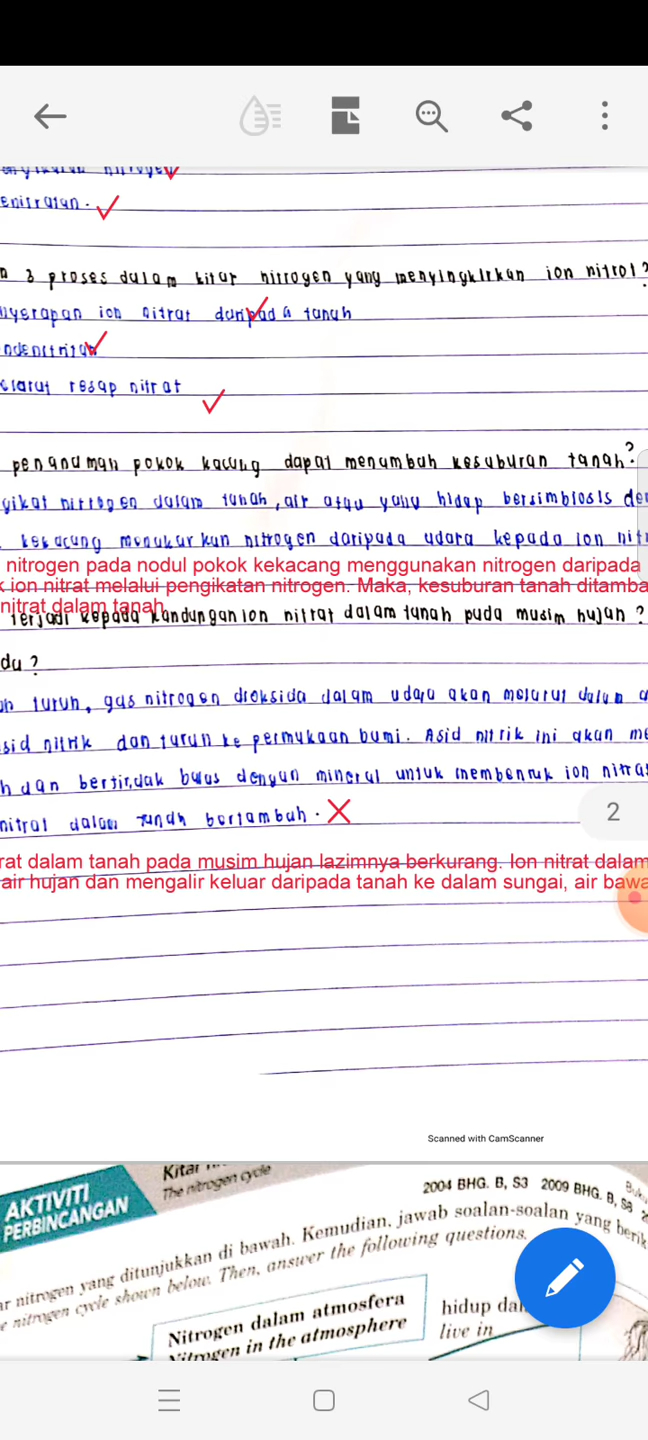 enitratan.
n 3 proses dalam kitar nitrogen yang menyingkirkan ion nitrat?
nyerapan ion nitrat daripada tanah
larut resap nitrat
penanaman pokok kacang dapat menambah kesuburan tanah?
gikat nitrogen dalam tanah, air atau yang hidup bersimbiosis de
kekacang menukarkan nitrogen daripada udara kepada ion nitr
nitrogen pada nodul pokok kekacang menggunakan nitrogen daripada
k ion nitrat melalui pengikatan nitrogen. Maka, kesuburan tanah ditamba
nitrat dalam tanah.
terjadi kepada kandungan ion nitrat dalam tanah pada musim hujan?
du?
an turun, gas nitrogen dioksida dalam udara akan melarut dalam a
sid nitrik dan turun ke permukaan bumi. Asid nitrik ini akan me
h dan bertindak balas dengan mineral untuk membentuk ion nitra
nitrat dalam tanah bertambah.
2
rat dalam tanah pada musim hujan lazimnya berkurang. Ion nitrat dalam
air hujan dan mengalir keluar daripada tanah ke dalam sungai, air bawa
Scanned with CamScanner
AKTIVITI
PERBINCANGAN
Kitar
The nitrogen cycle
2004 BHG. B, S3 2009 BHG. B, S8
ar nitrogen yang ditunjukkan di bawah. Kemudian, jawab soalan-soalan yang berik
e nitrogen cycle shown below. Then, answer the following questions.
Nitrogen dalam atmosfera
Nitrogen in the atmosphere
hidup dal
live in